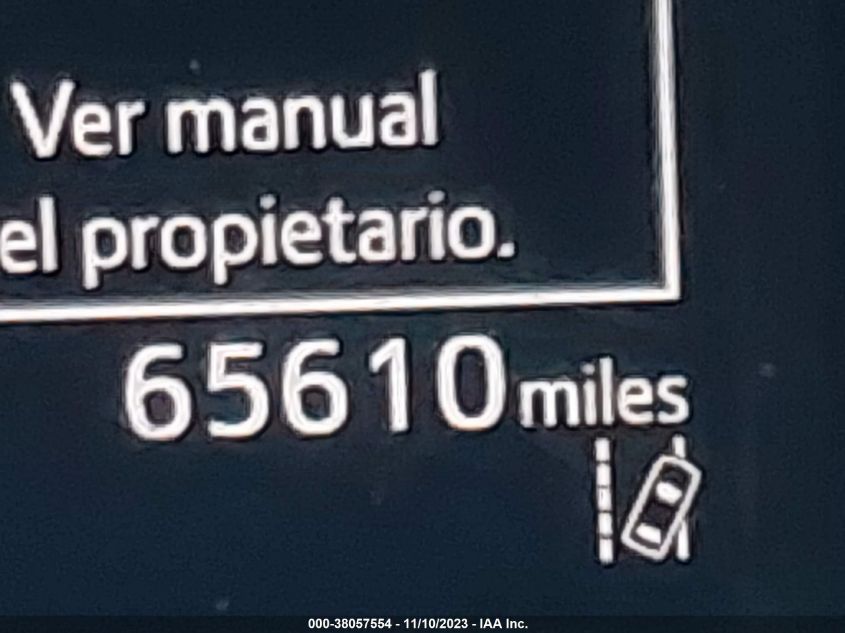 Ver manual
el propietario.
65610 miles
000-38057554 - 11/10/2023 - IAA Inc.